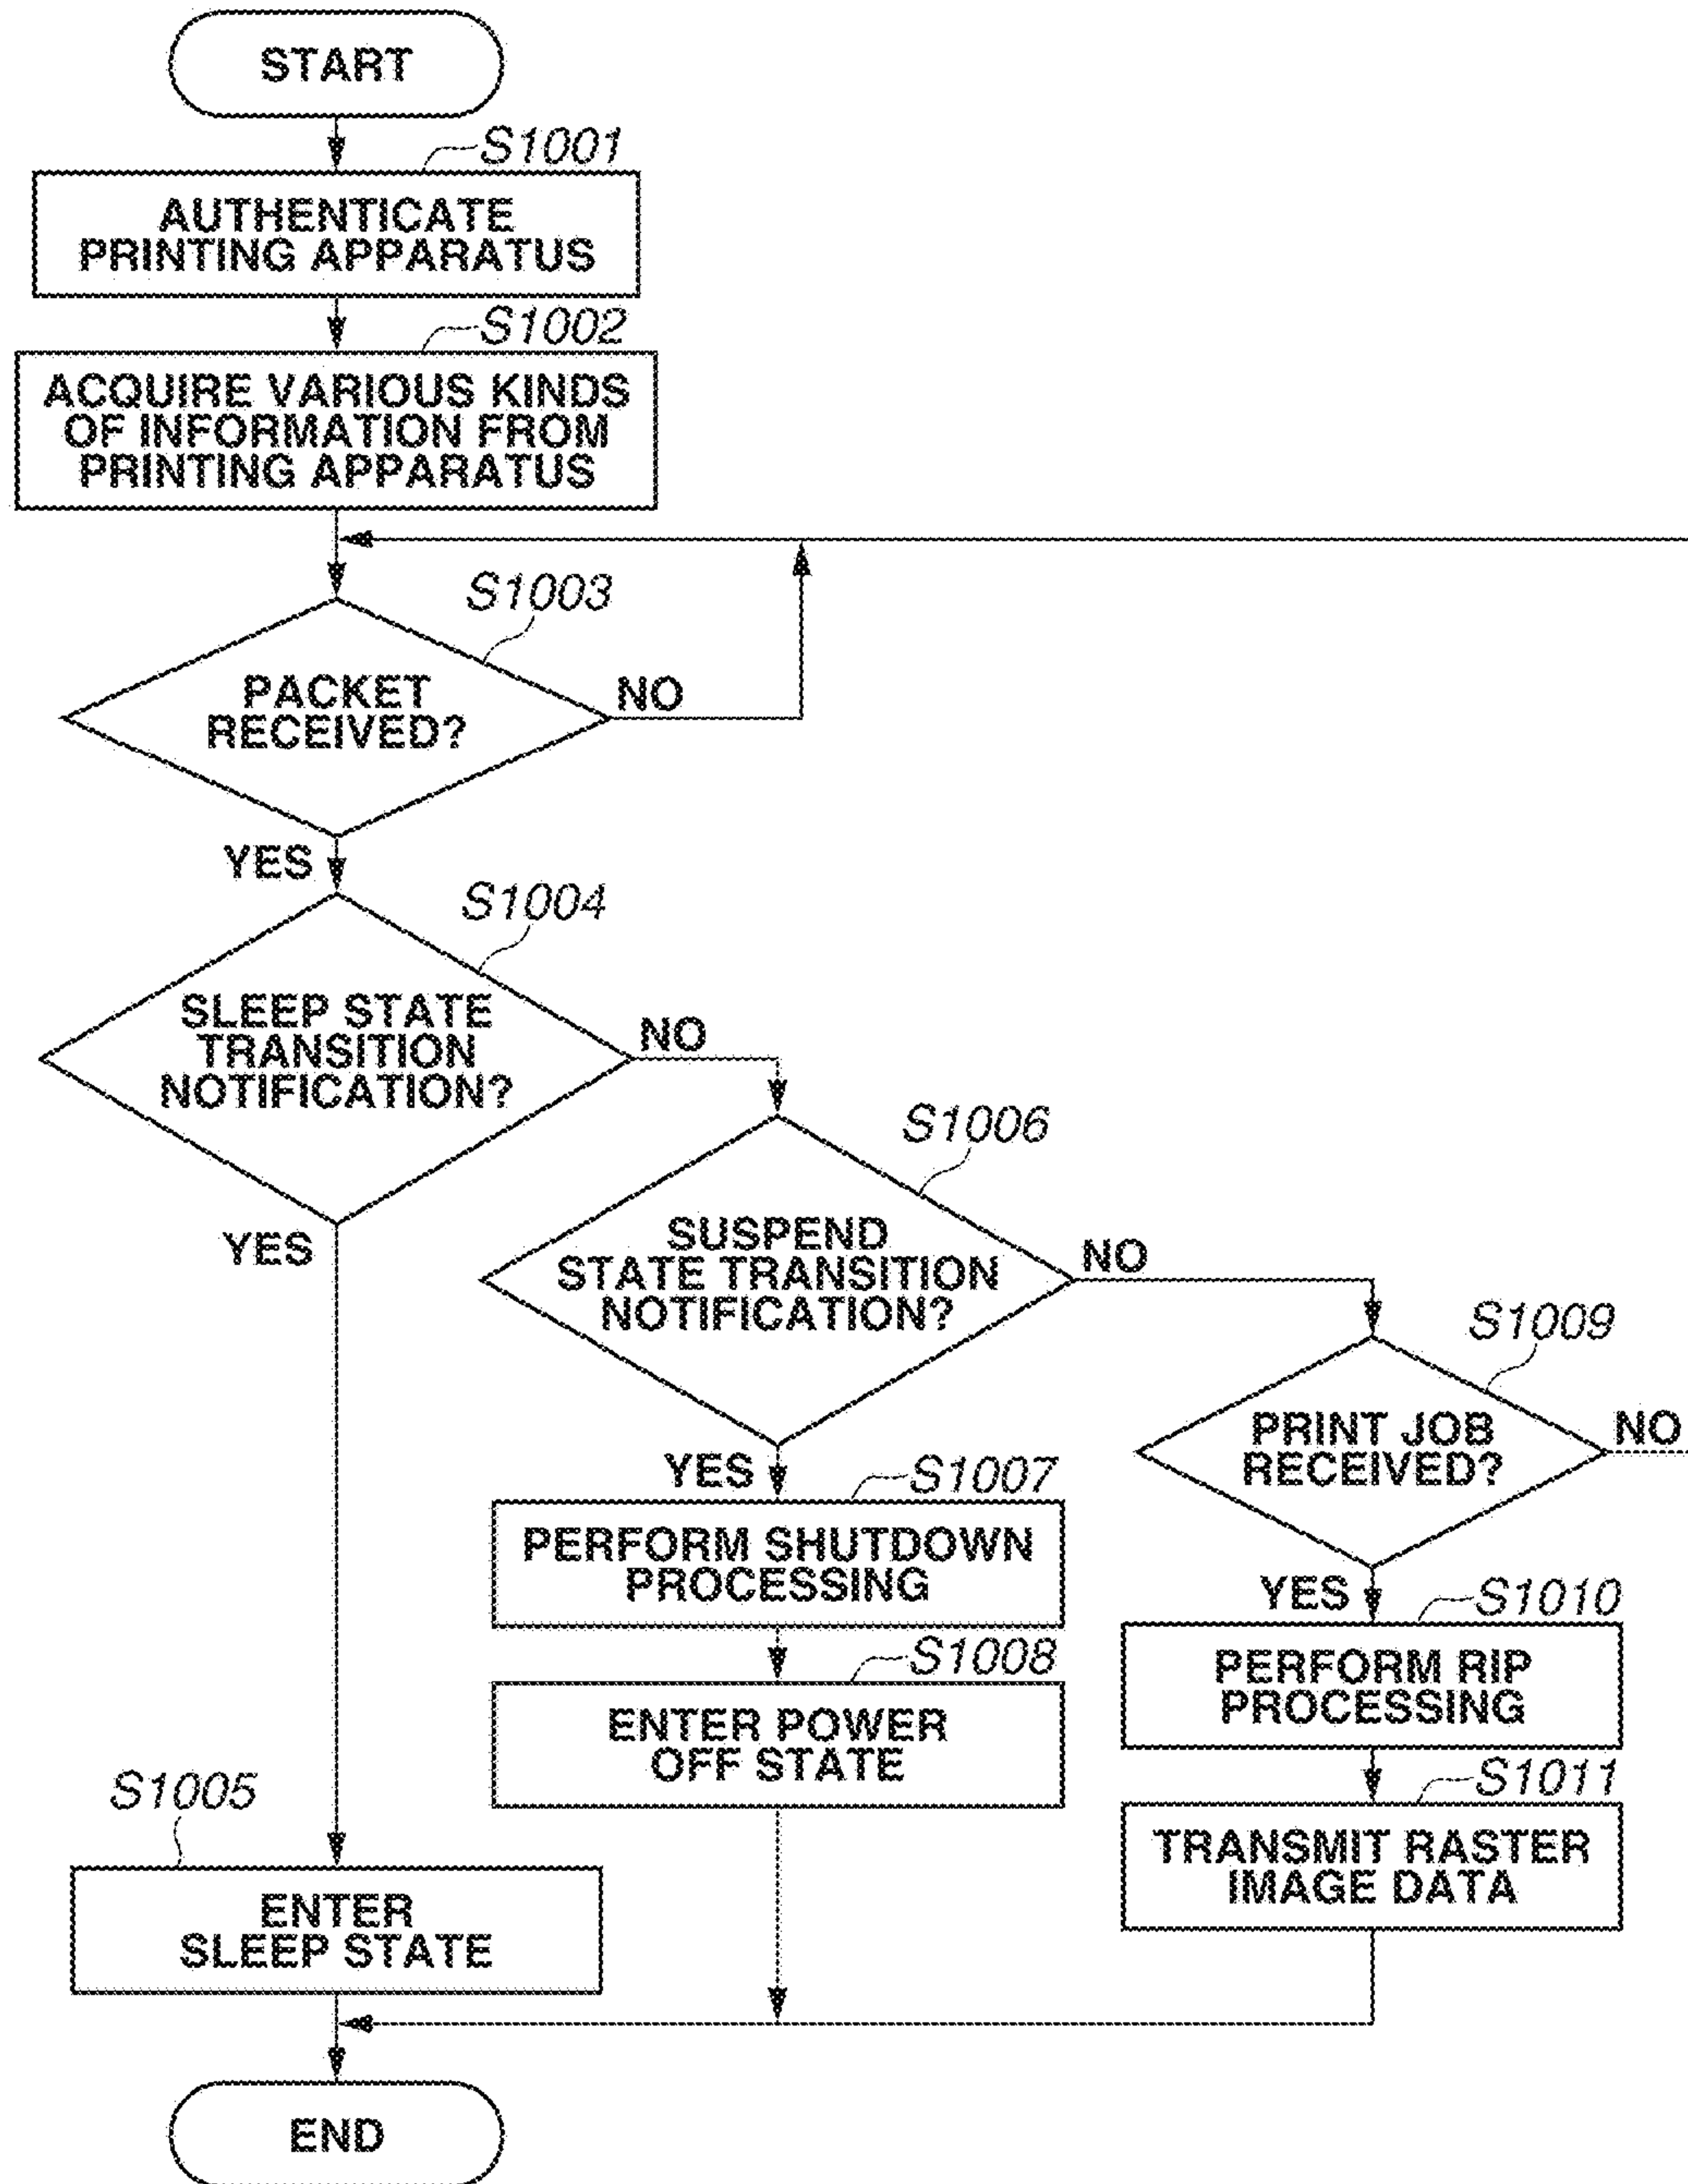 START
S1001
AUTHENTICATE
PRINTING APPARATUS
S1002
ACQUIRE VARIOUS KINDS
OF INFORMATION FROM
PRINTING APPARATUS
S1003
PACKET
RECEIVED?
NO
YES
S1004
SLEEP STATE
TRANSITION
NOTIFICATION?
NO
YES
S1006
SUSPEND
STATE TRANSITION
NOTIFICATION?
NO
YES
S1009
PRINT JOB
RECEIVED?
NO
YES
S1007
PERFORM SHUTDOWN
PROCESSING
S1008
ENTER POWER
OFF STATE
S1010
PERFORM RIP
PROCESSING
S1011
TRANSMIT RASTER
IMAGE DATA
S1005
ENTER
SLEEP STATE
END